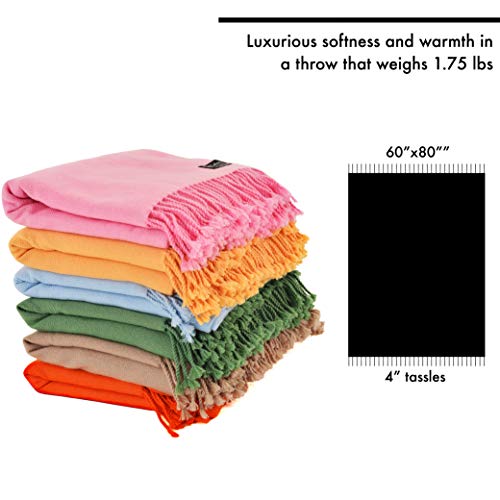 Luxurious softness and warmth in
a throw that weighs 1.75 lbs
60”x80””
4” tassles